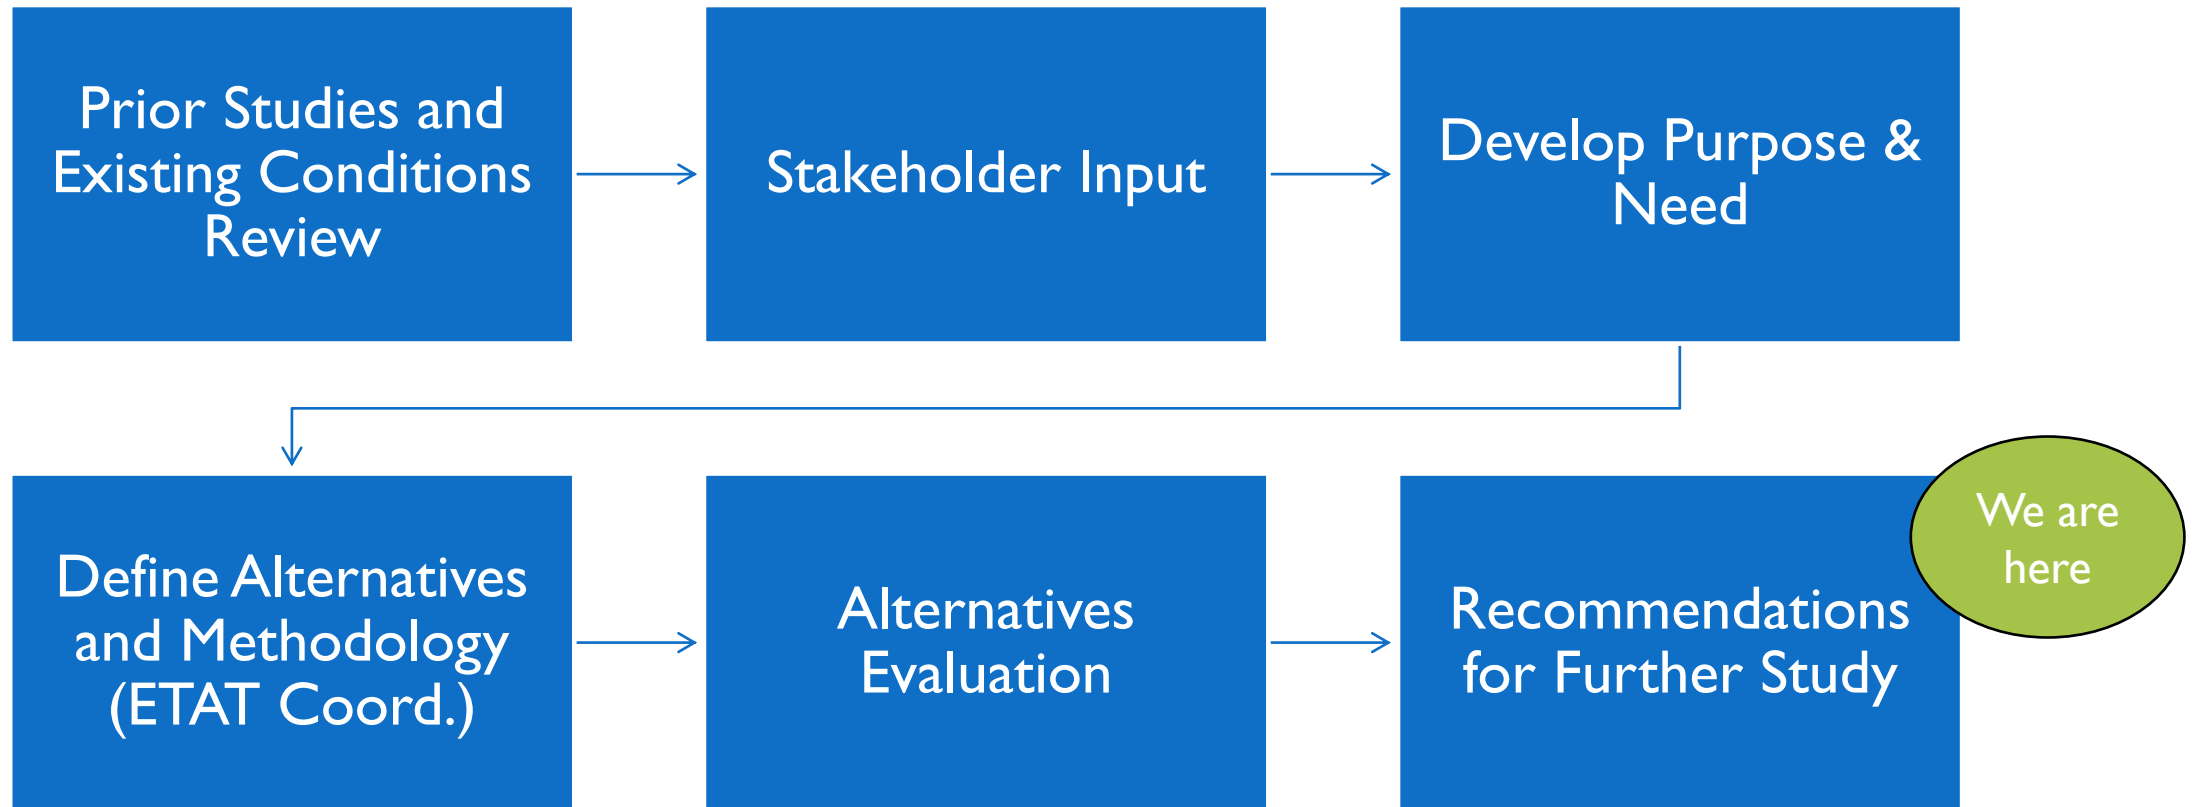 Prior Studies and
Existing Conditions
Review
Stakeholder Input
Develop Purpose &
Need
Define Alternatives
and Methodology
(ETAT Coord.)
Alternatives
Evaluation
Recommendations
for Further Study
We are
here